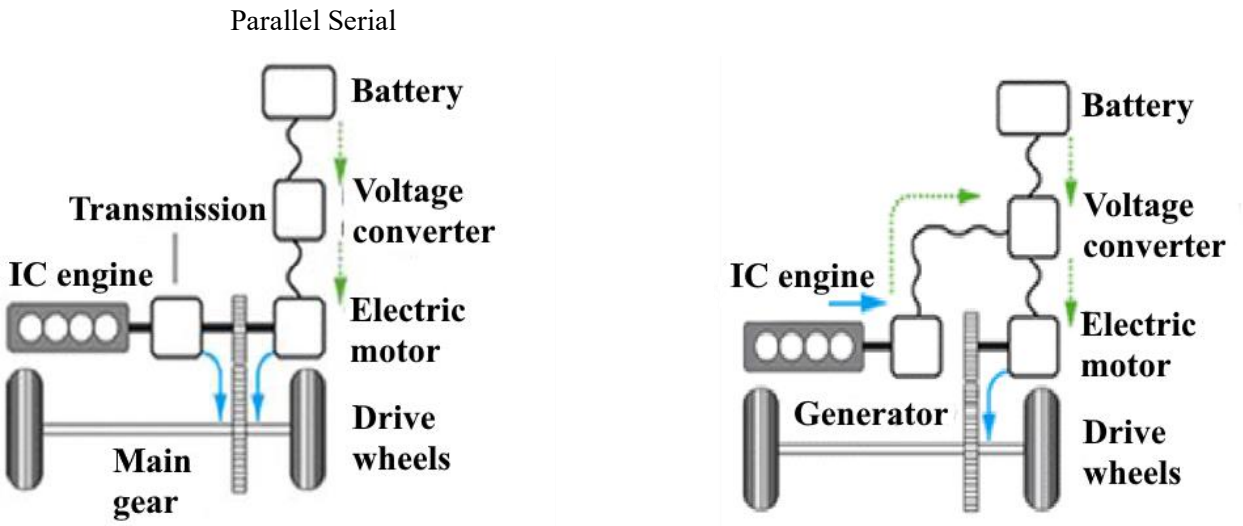 Parallel Serial
Battery
Voltage
converter
Transmission
IC engine
Electric
motor
Drive
wheels
Main
gear
Battery
Voltage
converter
IC engine
Electric
motor
Generator
Drive
wheels